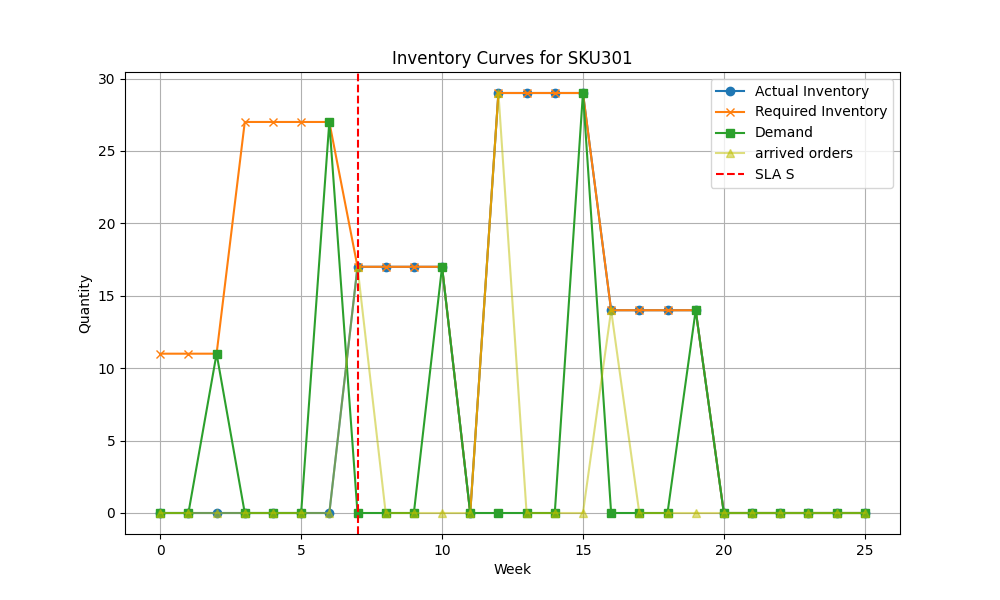 Inventory Curves for SKU301
30
25
20
15
10
5
0
Quantity
Actual Inventory
Required Inventory
Demand
arrived orders
SLA S
0 5 10 15 20 25
Week